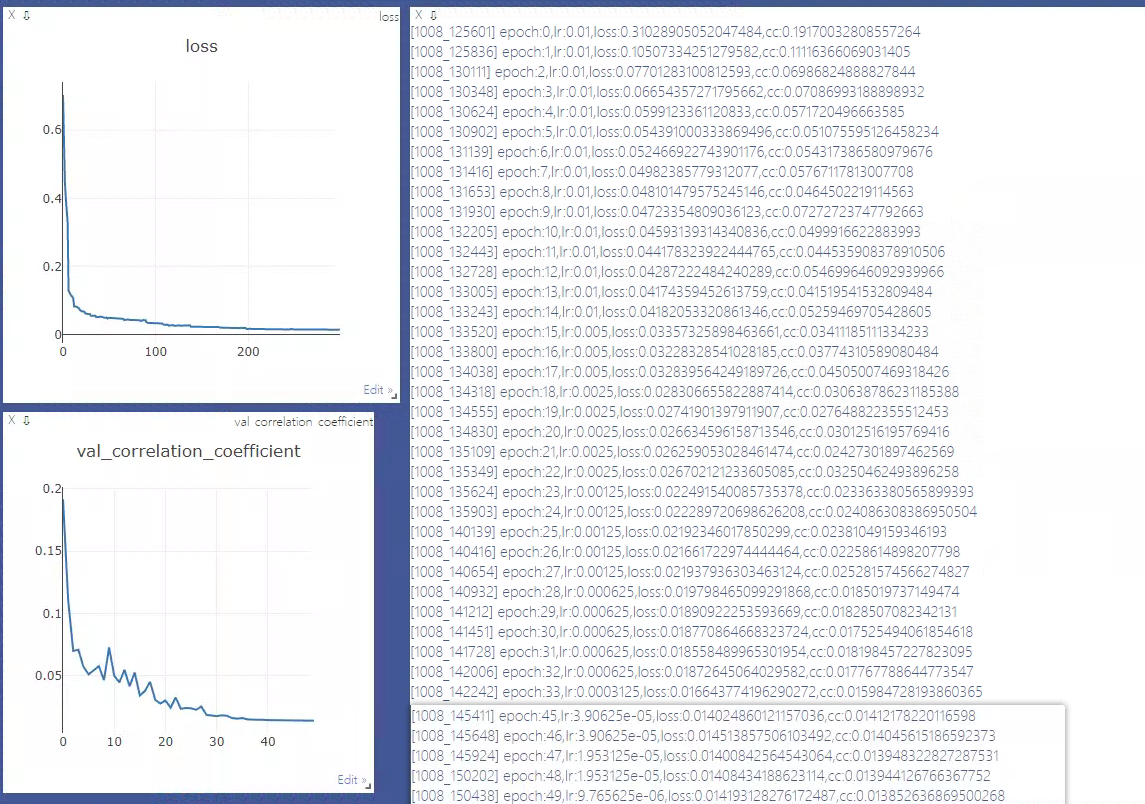 X ⇩ loss
loss
0.6
0.4
0.2
0
0 100 200
Edit »
X ⇩ val_correlation_coefficient
val_correlation_coefficient
0.2
0.15
0.1
0.05
0 10 20 30 40
Edit »
X ⇩
[1008_125601] epoch:0,lr:0.01,loss:0.31028905052047484,cc:0.19170032808557264
[1008_125836] epoch:1,lr:0.01,loss:0.10507334251279582,cc:0.11116366069031405
[1008_130111] epoch:2,lr:0.01,loss:0.07701283100812593,cc:0.06986824888827844
[1008_130348] epoch:3,lr:0.01,loss:0.06654357271795662,cc:0.07086993188898932
[1008_130624] epoch:4,lr:0.01,loss:0.0599123361120833,cc:0.0571720496663585
[1008_130902] epoch:5,lr:0.01,loss:0.054391000333869496,cc:0.051075595126458234
[1008_131139] epoch:6,lr:0.01,loss:0.052466922743901176,cc:0.054317386580979676
[1008_131416] epoch:7,lr:0.01,loss:0.04982385779312077,cc:0.05767117813007708
[1008_131653] epoch:8,lr:0.01,loss:0.048101479575245146,cc:0.0464502219114563
[1008_131930] epoch:9,lr:0.01,loss:0.04723354809036123,cc:0.07272723747792663
[1008_132205] epoch:10,lr:0.01,loss:0.04593139314340836,cc:0.0499916622883993
[1008_132443] epoch:11,lr:0.01,loss:0.044178323922444765,cc:0.044535908378910506
[1008_132728] epoch:12,lr:0.01,loss:0.04287222484240289,cc:0.054699646092939966
[1008_133005] epoch:13,lr:0.01,loss:0.04174359452613759,cc:0.041519541532809484
[1008_133243] epoch:14,lr:0.01,loss:0.04182053320861346,cc:0.05259469705428605
[1008_133520] epoch:15,lr:0.005,loss:0.03357325898463661,cc:0.03411185111334233
[1008_133800] epoch:16,lr:0.005,loss:0.03228328541028185,cc:0.03774310589080484
[1008_134038] epoch:17,lr:0.005,loss:0.032839564249189726,cc:0.04505007469318426
[1008_134318] epoch:18,lr:0.0025,loss:0.028306655822887414,cc:0.030638786231185388
[1008_134555] epoch:19,lr:0.0025,loss:0.02741901397911907,cc:0.027648822355512453
[1008_134830] epoch:20,lr:0.0025,loss:0.026634596158713546,cc:0.03012516195769416
[1008_135109] epoch:21,lr:0.0025,loss:0.026259053028461474,cc:0.02427301897462569
[1008_135349] epoch:22,lr:0.0025,loss:0.026702121233605085,cc:0.03250462493896258
[1008_135624] epoch:23,lr:0.00125,loss:0.022491540085735378,cc:0.023363380565899393
[1008_135903] epoch:24,lr:0.00125,loss:0.022289720698626208,cc:0.024086308386950504
[1008_140139] epoch:25,lr:0.00125,loss:0.02192346017850299,cc:0.02381049159346193
[1008_140416] epoch:26,lr:0.00125,loss:0.021661722974444464,cc:0.02258614898207798
[1008_140654] epoch:27,lr:0.00125,loss:0.021937936303463124,cc:0.025281574566274827
[1008_140932] epoch:28,lr:0.000625,loss:0.019798465099291868,cc:0.0185019737149474
[1008_141212] epoch:29,lr:0.000625,loss:0.01890922253593669,cc:0.01828507082342131
[1008_141451] epoch:30,lr:0.000625,loss:0.018770864668323724,cc:0.017525494061854618
[1008_141728] epoch:31,lr:0.000625,loss:0.018558489965301954,cc:0.018198457227823095
[1008_142006] epoch:32,lr:0.000625,loss:0.01872645064029582,cc:0.017767788644773547
[1008_142242] epoch:33,lr:0.0003125,loss:0.016643774196290272,cc:0.015984728193860365
[1008_145411] epoch:45,lr:3.90625e-05,loss:0.014024860121157036,cc:0.01412178220116598
[1008_145648] epoch:46,lr:3.90625e-05,loss:0.014513857506103492,cc:0.014045615186592373
[1008_145924] epoch:47,lr:1.953125e-05,loss:0.01400842564543064,cc:0.013948322827287531
[1008_150202] epoch:48,lr:1.953125e-05,loss:0.01408434188623114,cc:0.013944126766367752
[1008_150438] epoch:49,lr:9.765625e-06,loss:0.014193128276172487,cc:0.013852636869500268